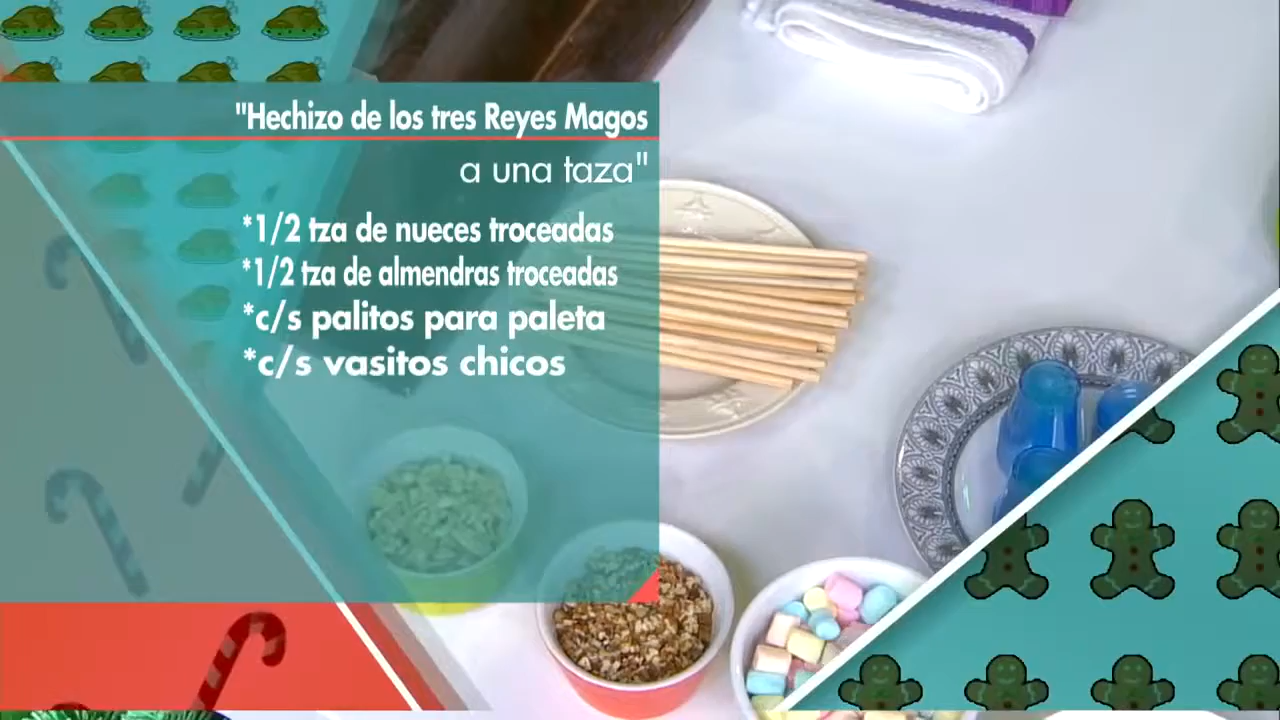 "Hechizo de los tres Reyes Magos
a una taza"
*1/2 tza de nueces troceadas
*1/2 tza de almendras troceadas
*c/s palitos para paleta
*c/s vasitos chicos